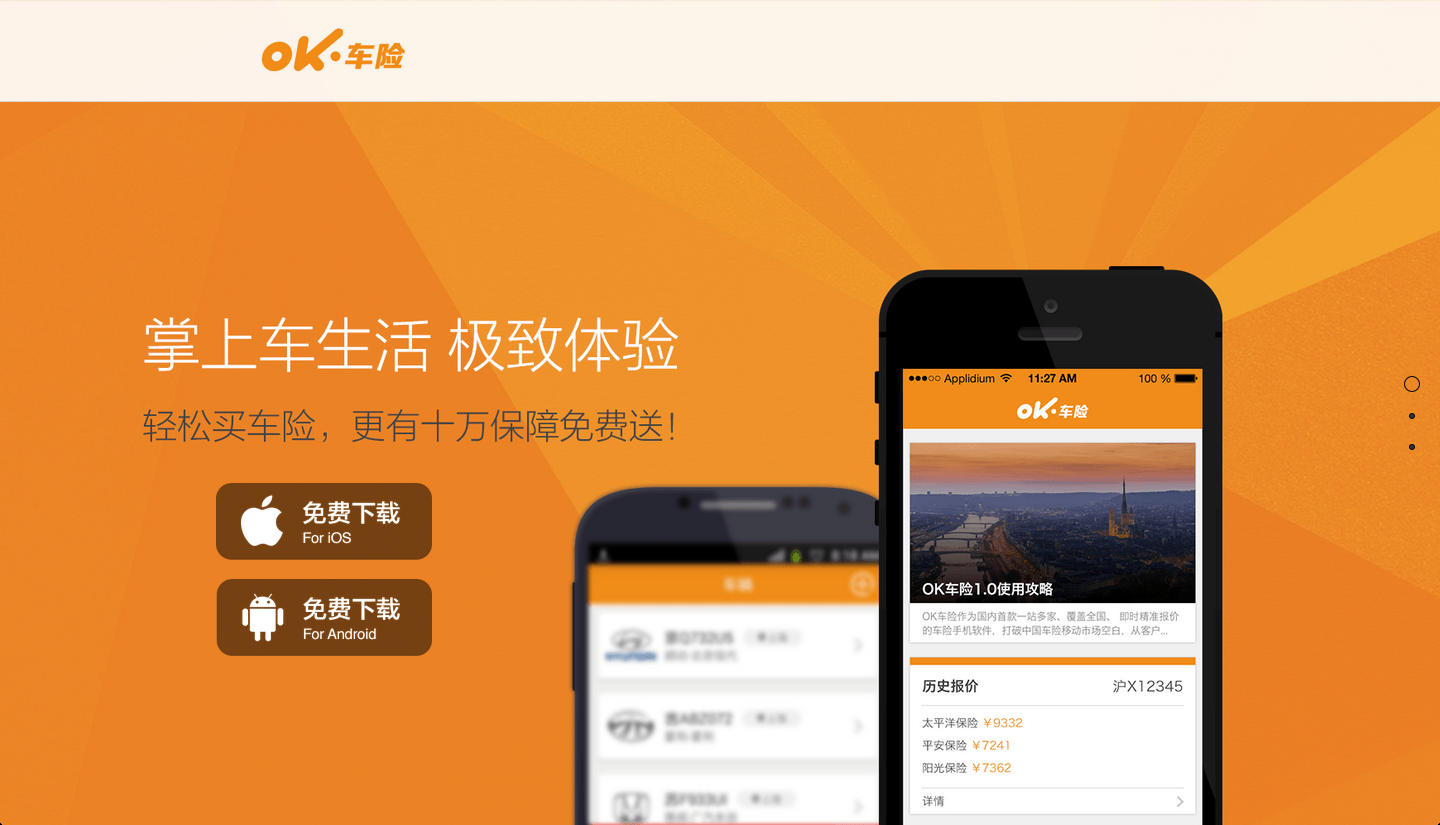 OK·车险
掌上车生活 极致体验
轻松买车险，更有十万保障免费送！
免费下载
For iOS
免费下载
For Android
Applidium 11:27 AM 100 %
OK·车险
OK车险1.0使用攻略
OK车险作为国内首款一站多家、覆盖全国、 即时精准报价
的车险手机软件，打破中国车险移动市场空白，从客户...
历史报价 沪X12345
太平洋保险 ￥9332
平安保险 ￥7241
阳光保险 ￥7362
详情